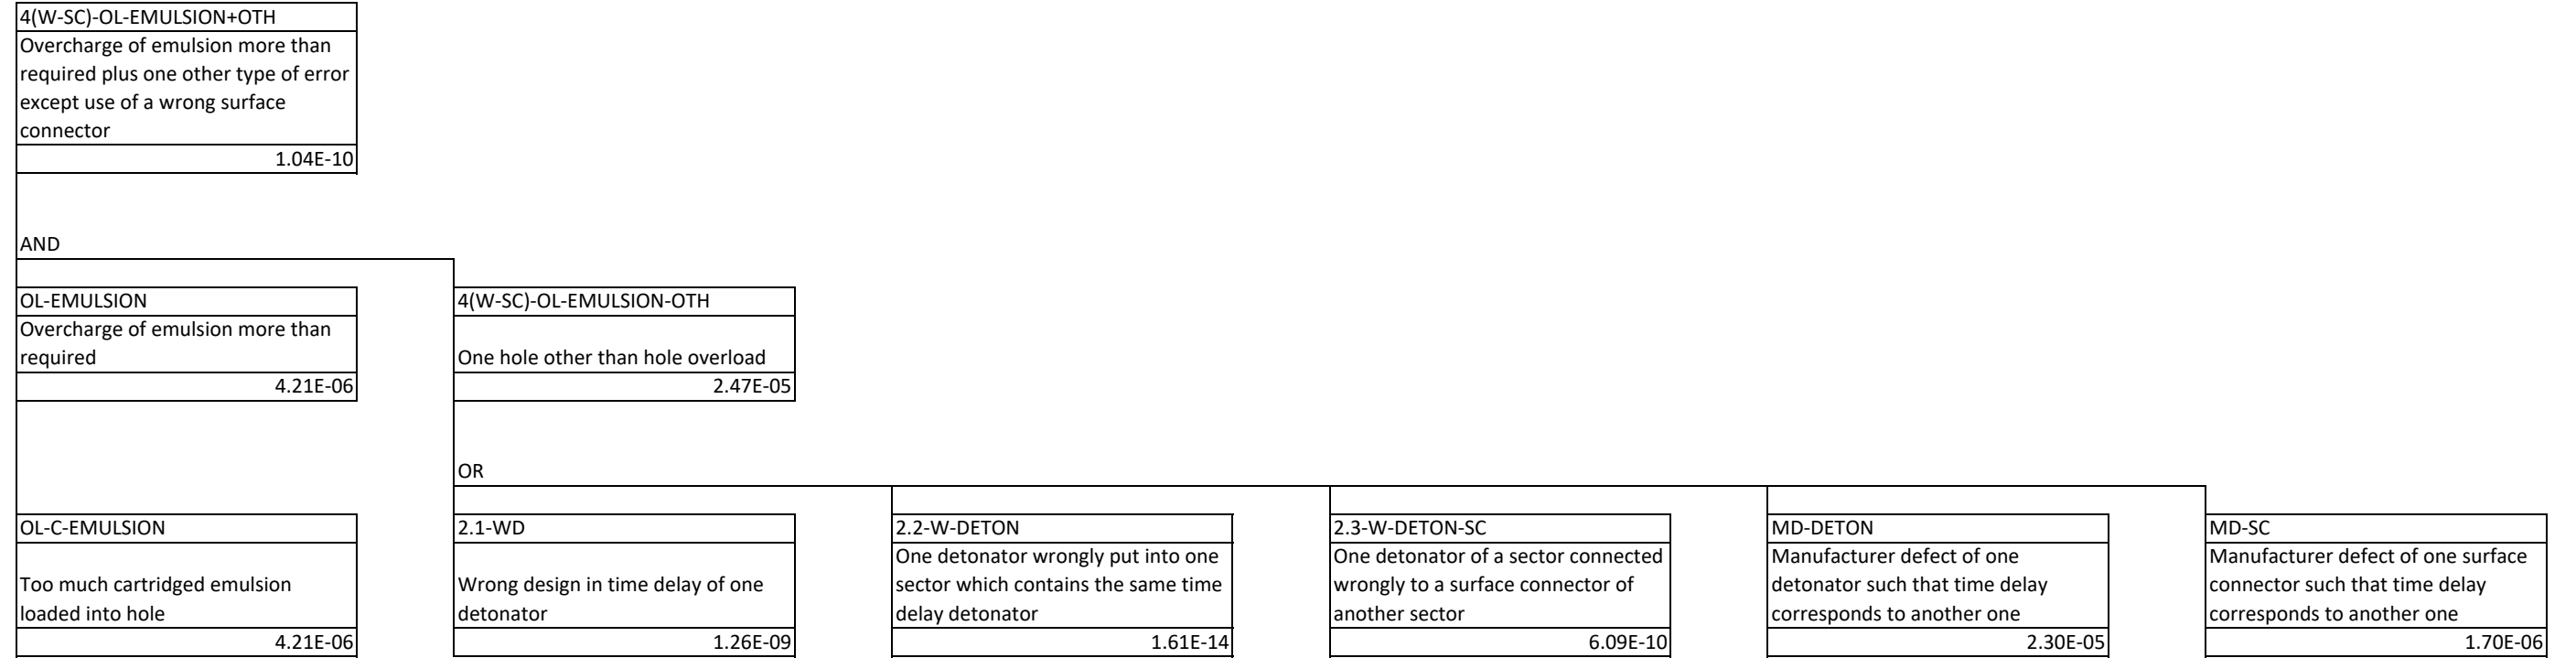 4(W-SC)-OL-EMULSION+OTH
Overcharge of emulsion more than
required plus one other type of error
except use of a wrong surface
connector
1.04E-10
AND
OL-EMULSION
Overcharge of emulsion more than
required
4.21E-06
4(W-SC)-OL-EMULSION-OTH
One hole other than hole overload
2.47E-05
OR
OL-C-EMULSION
Too much cartridged emulsion
loaded into hole
4.21E-06
2.1-WD
Wrong design in time delay of one
detonator
1.26E-09
2.2-W-DETON
One detonator wrongly put into one
sector which contains the same time
delay detonator
1.61E-14
2.3-W-DETON-SC
One detonator of a sector connected
wrongly to a surface connector of
another sector
6.09E-10
MD-DETON
Manufacturer defect of one
detonator such that time delay
corresponds to another one
2.30E-05
MD-SC
Manufacturer defect of one surface
connector such that time delay
corresponds to another one
1.70E-06